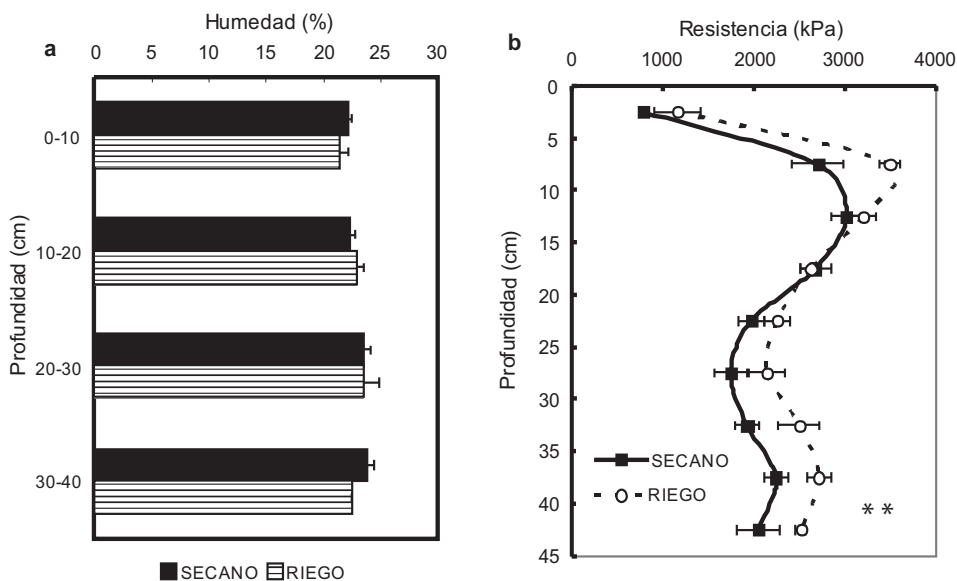 a
Humedad (%)
0 5 10 15 20 25 30
Profundidad (cm)
0-10
10-20
20-30
30-40
SECANO RIEGO
b
Resistencia (kPa)
0 1000 2000 3000 4000
Profundidad (cm)
0
5
10
15
20
25
30
35
40
45
SECANO
RIEGO
**